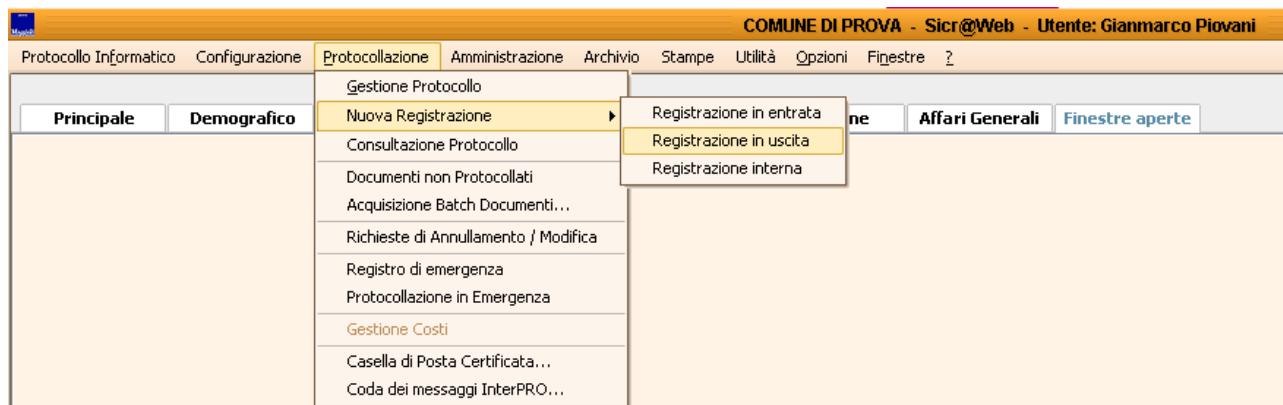 COMUNE DI PROVA - Sicr@Web - Utente: Gianmarco Piovani
Protocollo Informatico Configurazione Protocollazione Amministrazione Archivio Stampe Utilità Opzioni Finestre ?
Principale Demografico Affari Generali Finestre aperte
Gestione Protocollo
Nuova Registrazione
Consultazione Protocollo
Documenti non Protocollati
Acquisizione Batch Documenti...
Richieste di Annullamento / Modifica
Registro di emergenza
Protocollazione in Emergenza
Gestione Costi
Casella di Posta Certificata...
Coda dei messaggi InterPRO...
Registrazione in entrata
Registrazione in uscita
Registrazione interna